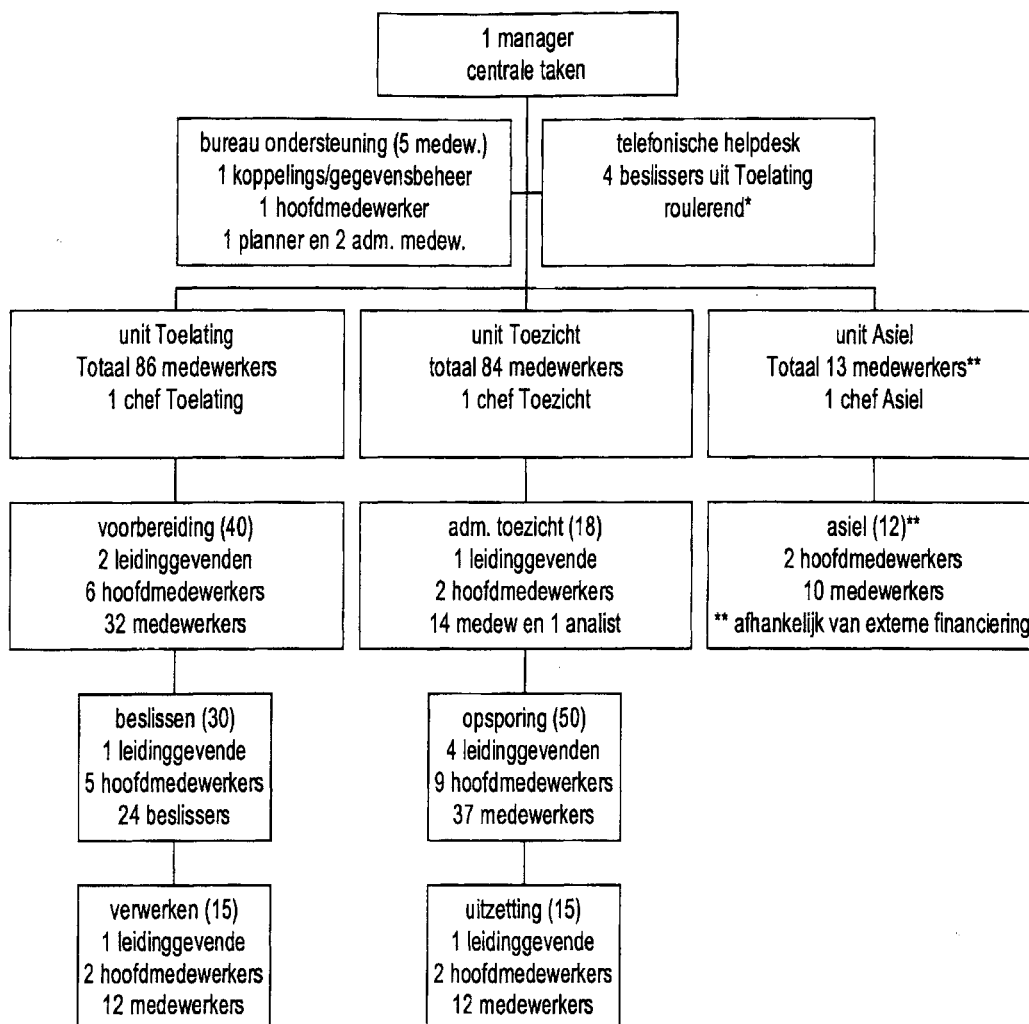 1 manager
centrale taken
bureau ondersteuning (5 medew.)
1 koppelings/gegevensbeheer
1 hoofdmedewerker
1 planner en 2 adm. medew.
telefonische helpdesk
4 beslissers uit Toelating
roulerend*
unit Toelating
Totaal 86 medewerkers
1 chef Toelating
unit Toezicht
totaal 84 medewerkers
1 chef Toezicht
unit Asiel
Totaal 13 medewerkers**
1 chef Asiel
voorbereiding (40)
2 leidinggevenden
6 hoofdmedewerkers
32 medewerkers
adm. toezicht (18)
1 leidinggevende
2 hoofdmedewerkers
14 medew en 1 analist
asiel (12)**
2 hoofdmedewerkers
10 medewerkers
** afhankelijk van externe financiering
beslissen (30)
1 leidinggevende
5 hoofdmedewerkers
24 beslissers
opsporing (50)
4 leidinggevenden
9 hoofdmedewerkers
37 medewerkers
verwerken (15)
1 leidinggevende
2 hoofdmedewerkers
12 medewerkers
uitzetting (15)
1 leidinggevende
2 hoofdmedewerkers
12 medewerkers